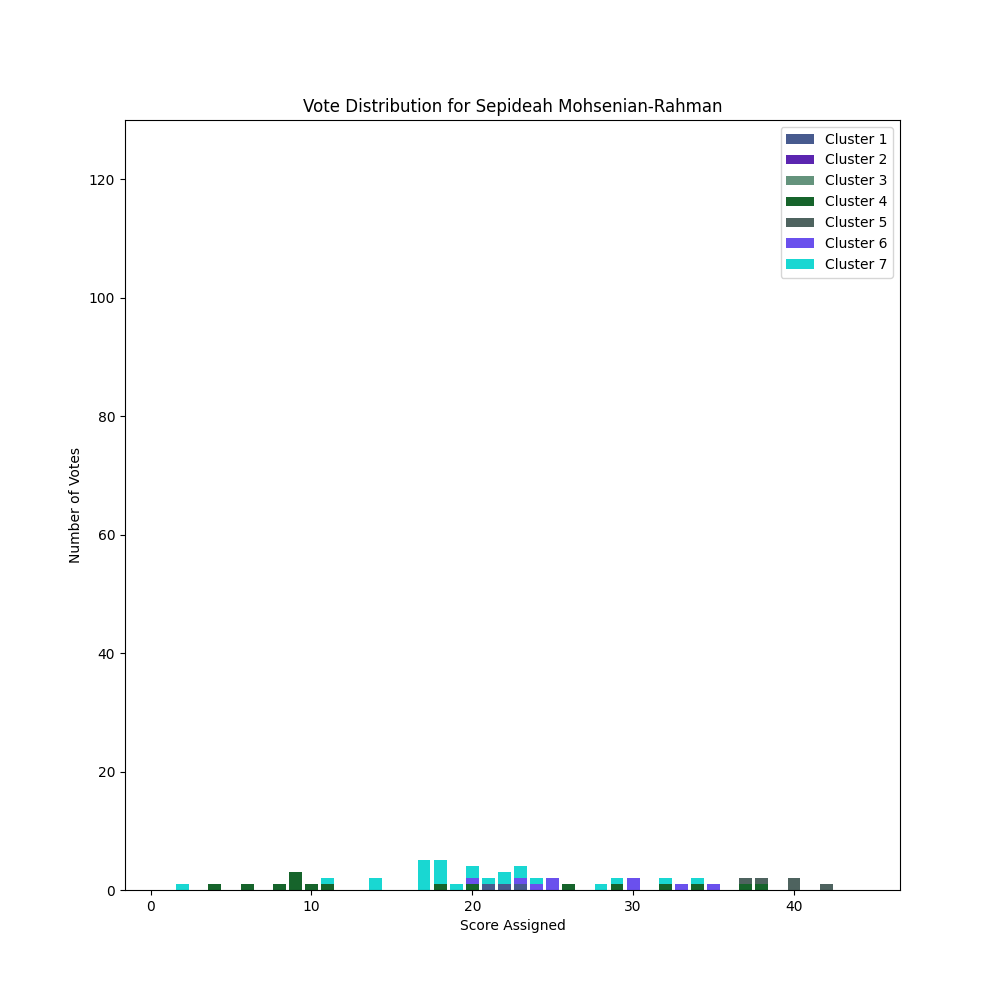 Vote Distribution for Sepideah Mohsenian-Rahman
Cluster 1
Cluster 2
Cluster 3
Cluster 4
Cluster 5
Cluster 6
Cluster 7
120
100
80
60
40
20
0
Number of Votes
0 10 20 30 40
Score Assigned